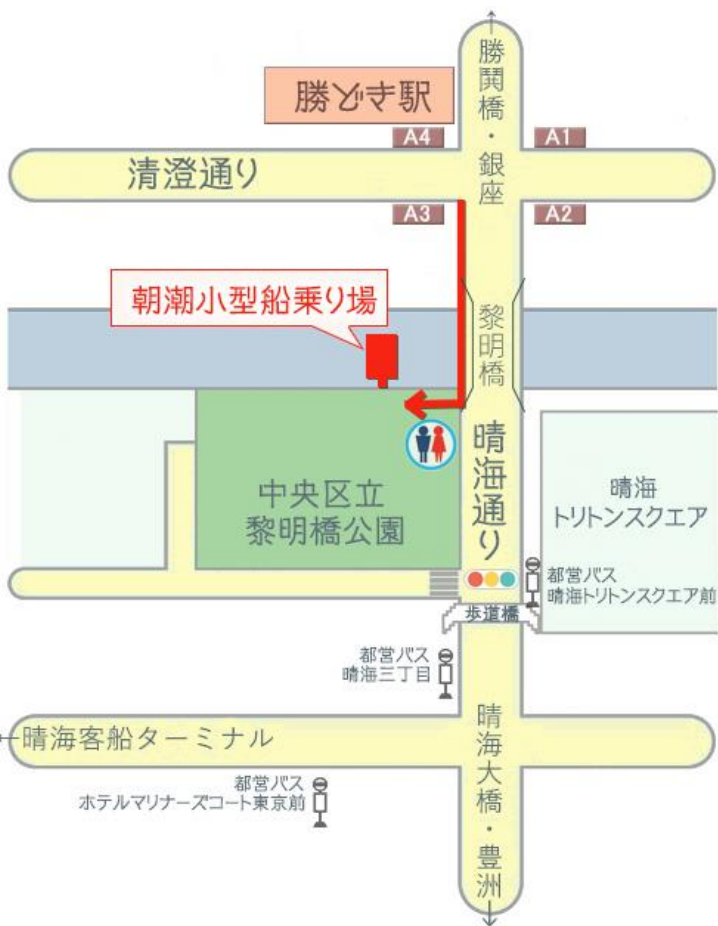 勝鬨橋・銀座
勝どき駅
A4
A1
清澄通り
A3
A2
朝潮小型船乗り場
黎明橋
晴海通り
中央区立
黎明橋公園
晴海
トリトンスクエア
都営バス
晴海トリトンスクエア前
歩道橋
都営バス
晴海三丁目
晴海客船ターミナル
晴海大橋・豊洲
都営バス
ホテルマリナーズコート東京前